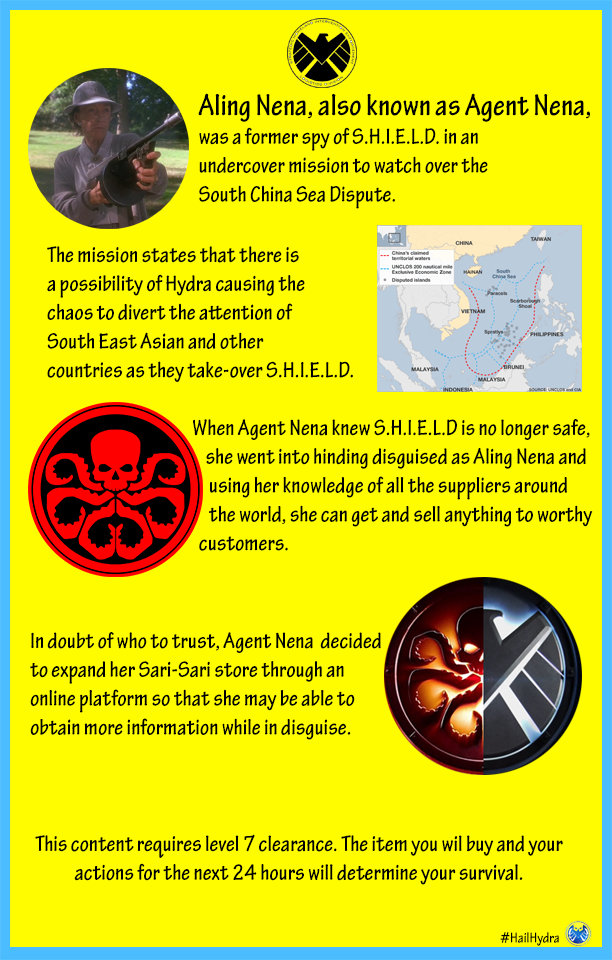 Aling Nena, also known as Agent Nena,
was a former spy of S.H.I.E.L.D. in an
undercover mission to watch over the
South China Sea Dispute.
The mission states that there is
a possibility of Hydra causing the
chaos to divert the attention of
South East Asian and other
countries as they take-over S.H.I.E.L.D.
China's claimed
territorial waters
UNCLOS 200 nautical mile
Exclusive Economic Zone
Disputed islands
CHINA
TAIWAN
HAINAN
South
China Sea
Paracels
Scarborough
Shoal
VIETNAM
Spratlys
PHILIPPINES
MALAYSIA
BRUNEI
MALAYSIA
INDONESIA
SOURCE: UNCLOS and CIA
When Agent Nena knew S.H.I.E.L.D is no longer safe,
she went into hinding disguised as Aling Nena and
using her knowledge of all the suppliers around
the world, she can get and sell anything to worthy
customers.
In doubt of who to trust, Agent Nena decided
to expand her Sari-Sari store through an
online platform so that she may be able to
obtain more information while in disguise.
This content requires level 7 clearance. The item you wil buy and your
actions for the next 24 hours will determine your survival.
#HailHydra